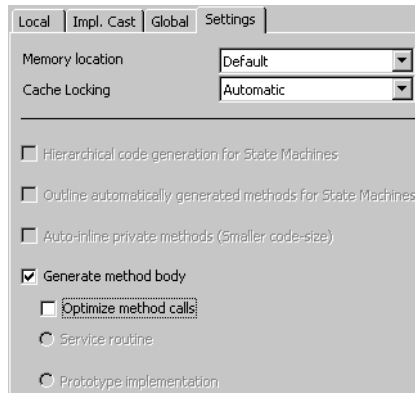 Local Impl. Cast Global Settings
Memory location Default
Cache Locking Automatic
Hierarchical code generation for State Machines
Outline automatically generated methods for State Machines
Auto-inline private methods (Smaller code-size)
Generate method body
Optimize method calls
Service routine
Prototype implementation